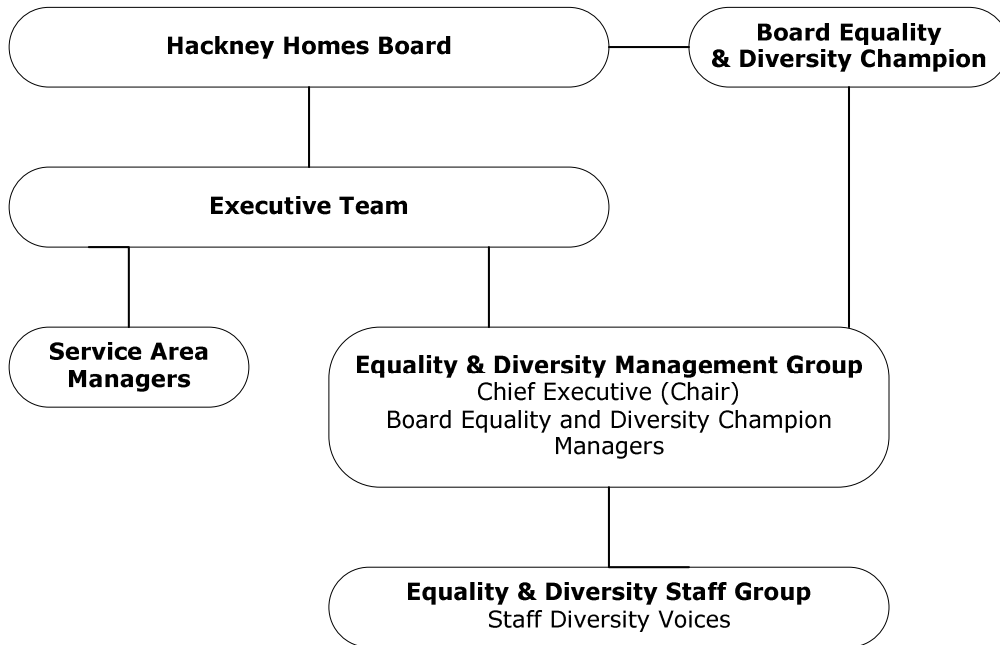 Hackney Homes Board
Board Equality
& Diversity Champion
Executive Team
Service Area
Managers
Equality & Diversity Management Group
Chief Executive (Chair)
Board Equality and Diversity Champion
Managers
Equality & Diversity Staff Group
Staff Diversity Voices